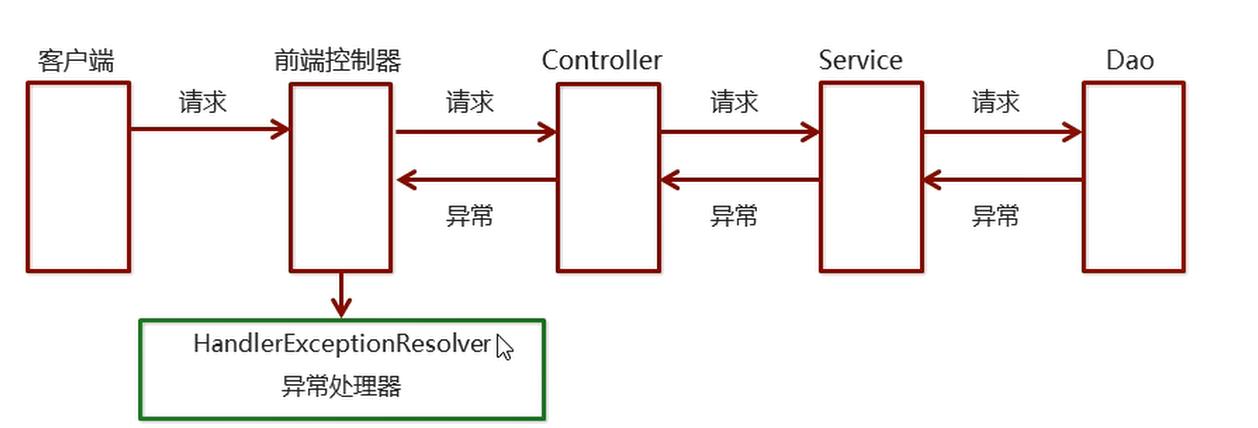 客户端
前端控制器
Controller
Service
Dao
请求
请求
请求
请求
异常
异常
异常
HandlerExceptionResolver
异常处理器